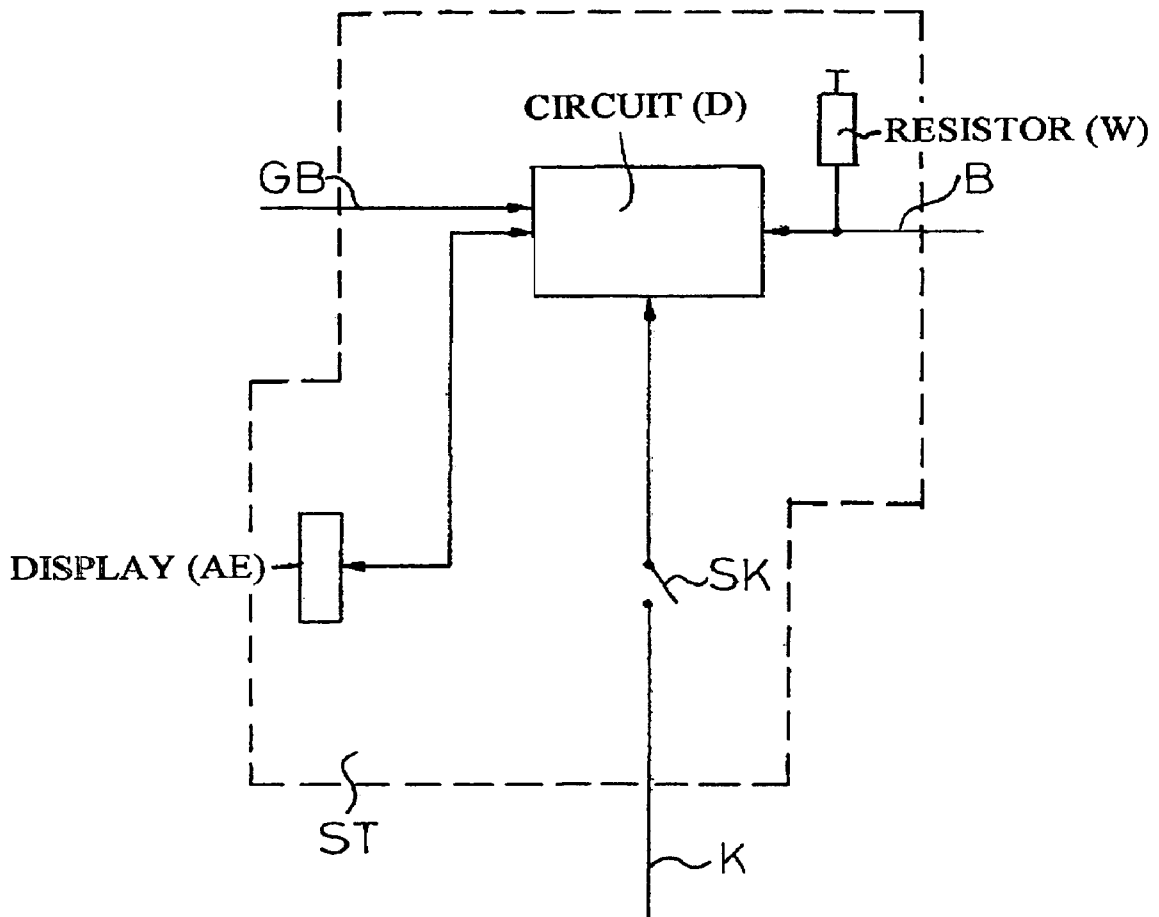 CIRCUIT (D)
RESISTOR (W)
GB
B
DISPLAY (AE)
SK
ST
K